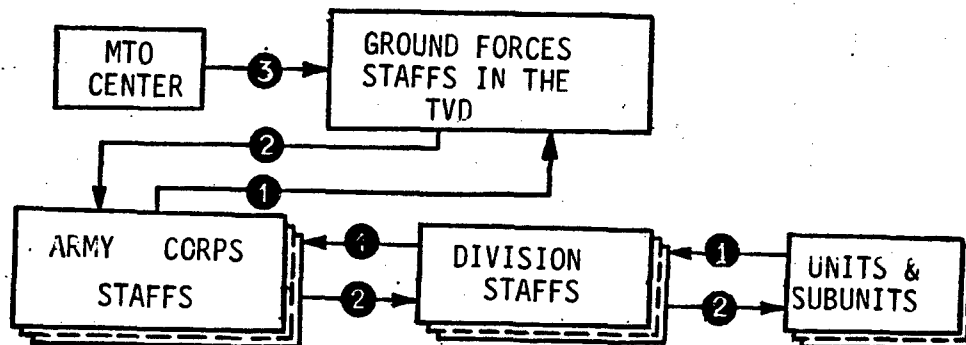 MTO
CENTER
3
GROUND FORCES
STAFFS IN THE
TVD
2
1
ARMY CORPS
STAFFS
2
DIVISION
STAFFS
1
2
UNITS &
SUBUNITS